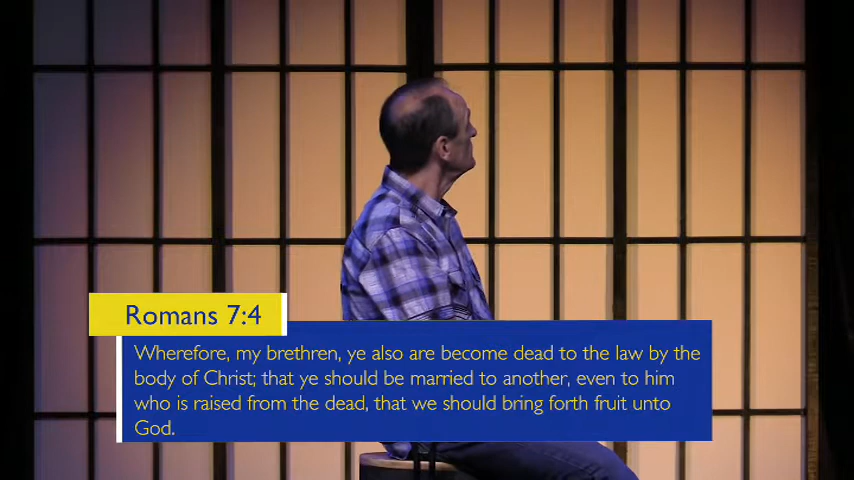 Romans 7:4
Wherefore, my brethren, ye also are become dead to the law by the
body of Christ; that ye should be married to another, even to him
who is raised from the dead, that we should bring forth fruit unto
God.